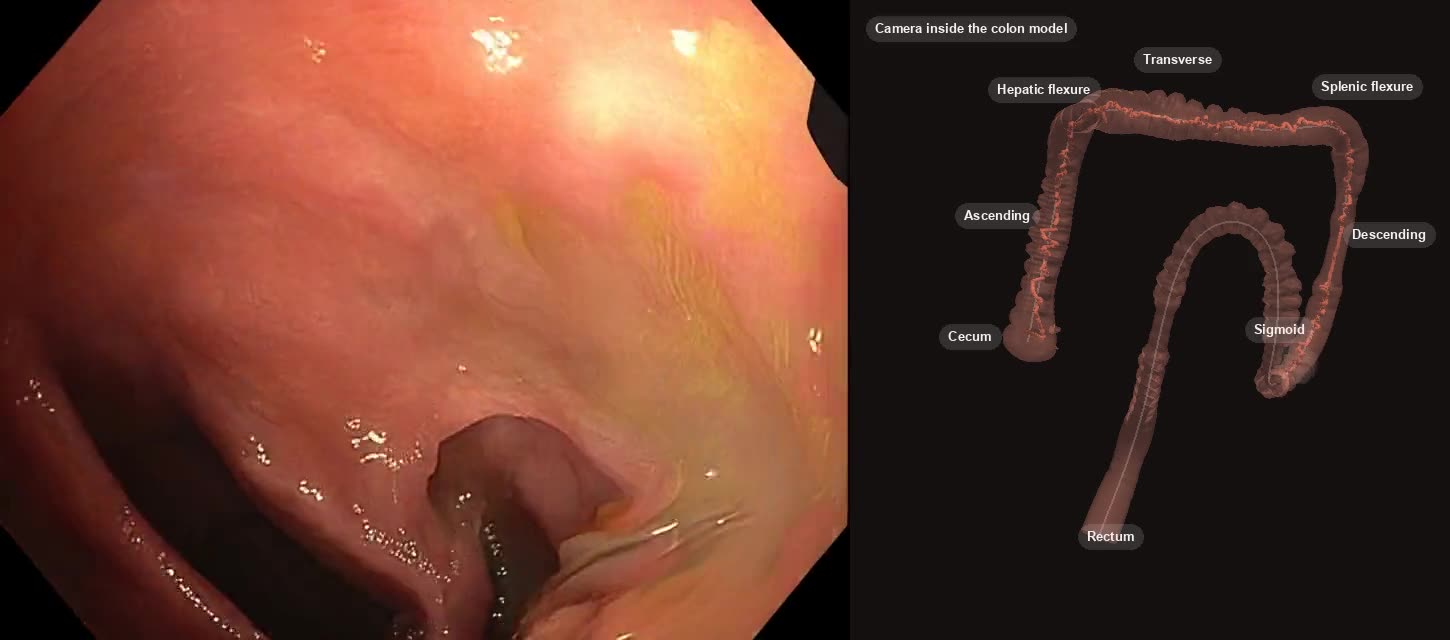 Camera inside the colon model
Transverse
Hepatic flexure
Splenic flexure
Ascending
Descending
Cecum
Sigmoid
Rectum